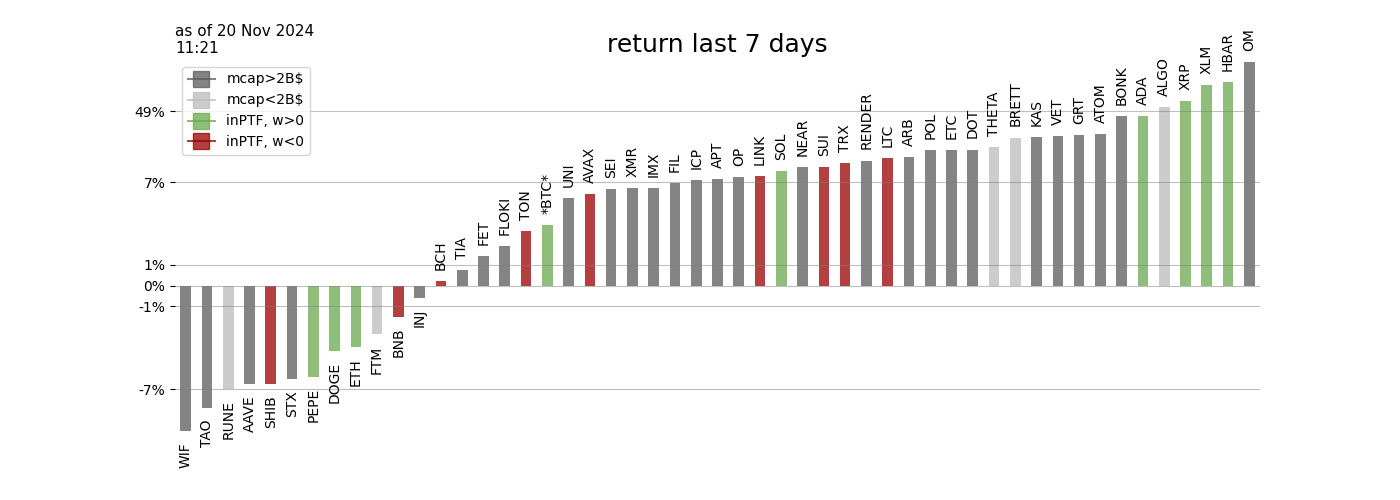 as of 20 Nov 2024
11:21
return last 7 days
mcap>2B$
mcap<2B$
inPTF, w>0
inPTF, w<0
49%
7%
1%
0%
-1%
-7%
WIF
TAO
RUNE
AAVE
SHIB
STX
PEPE
DOGE
ETH
FTM
BNB
INJ
BCH
TIA
FET
FLOKI
TON
*BTC*
UNI
AVAX
SEI
XMR
IMX
FIL
ICP
APT
OP
LINK
SOL
NEAR
SUI
TRX
RENDER
LTC
ARB
POL
ETC
DOT
THETA
BRETT
KAS
VET
GRT
ATOM
BONK
ADA
ALGO
XRP
XLM
HBAR
OM